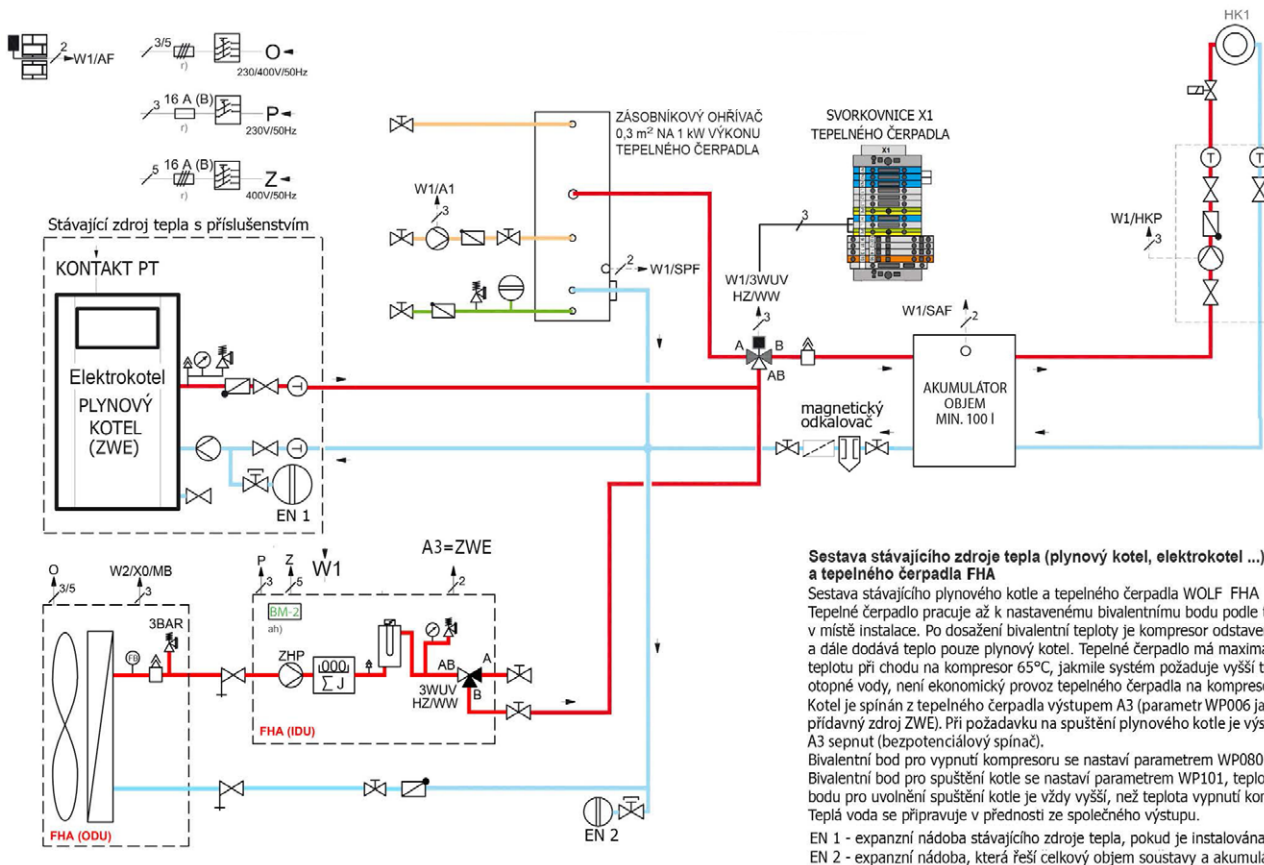 HK1
2
W1/AF
3/5
r)
O
230/400V/50Hz
3
16 A (B)
r)
P
230V/50Hz
5
16 A (B)
r)
Z
400V/50Hz
ZÁSOBNÍKOVÝ OHŘÍVAČ
0,3 m² NA 1 kW VÝKONU
TEPELNÉHO ČERPADLA
SVORKOVNICE X1
TEPELNÉHO ČERPADLA
X1
W1/A1
3
2
W1/SPF
3
W1/3WUV
HZ/WW
3
A
B
AB
W1/SAF
2
W1/HKP
3
T
T
Stávající zdroj tepla s příslušenstvím
KONTAKT PT
Elektrokotel
PLYNOVÝ
KOTEL
(ZWE)
T
T
EN 1
magnetický
odkalovač
AKUMULÁTOR
OBJEM
MIN. 100 l
O
3/5
W2/X0/MB
3
3BAR
FB
FHA (ODU)
P
3
Z
5
W1
A3=ZWE
2
BM-2
ah)
ZHP
000
Σ J
AB
A
B
3WUV
HZ/WW
FHA (IDU)
EN 2
Sestava stávajícího zdroje tepla (plynový kotel, elektrokotel ...)
a tepelného čerpadla FHA
Sestava stávajícího plynového kotle a tepelného čerpadla WOLF FHA
Tepelné čerpadlo pracuje až k nastavenému bivalentnímu bodu podle
v místě instalace. Po dosažení bivalentní teploty je kompresor
a dále dodává teplo pouze plynový kotel. Tepelné čerpadlo má
teplotu při chodu na kompresor 65°C, jakmile systém požaduje vyšší
otopné vody, není ekonomický provoz tepelného čerpadla na
Kotel je spínán z tepelného čerpadla výstupem A3 (parametr WP006
přídavný zdroj ZWE). Při požadavku na spuštění plynového kotle je
A3 sepnut (bezpotenciálový spínač).
Bivalentní bod pro vypnutí kompresoru se nastaví parametrem WP080
Bivalentní bod pro spuštění kotle se nastaví parametrem WP101,
bodu pro uvolnění spuštění kotle je vždy vyšší, než teplota vypnutí
Teplá voda se připravuje v přednosti ze společného výstupu.
EN 1 - expanzní nádoba stávajícího zdroje tepla, pokud je instalována
EN 2 - expanzní nádoba, která řeší celkový objem soustavy a